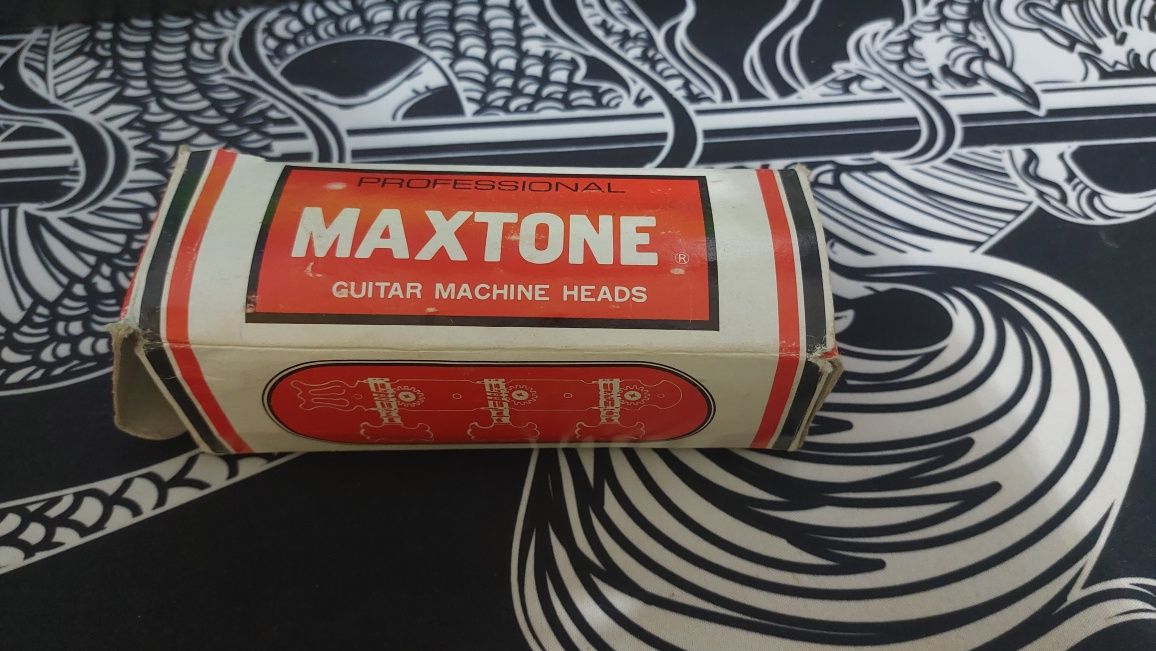 PROFESSIONAL
MAXTONE ®
GUITAR MACHINE HEADS